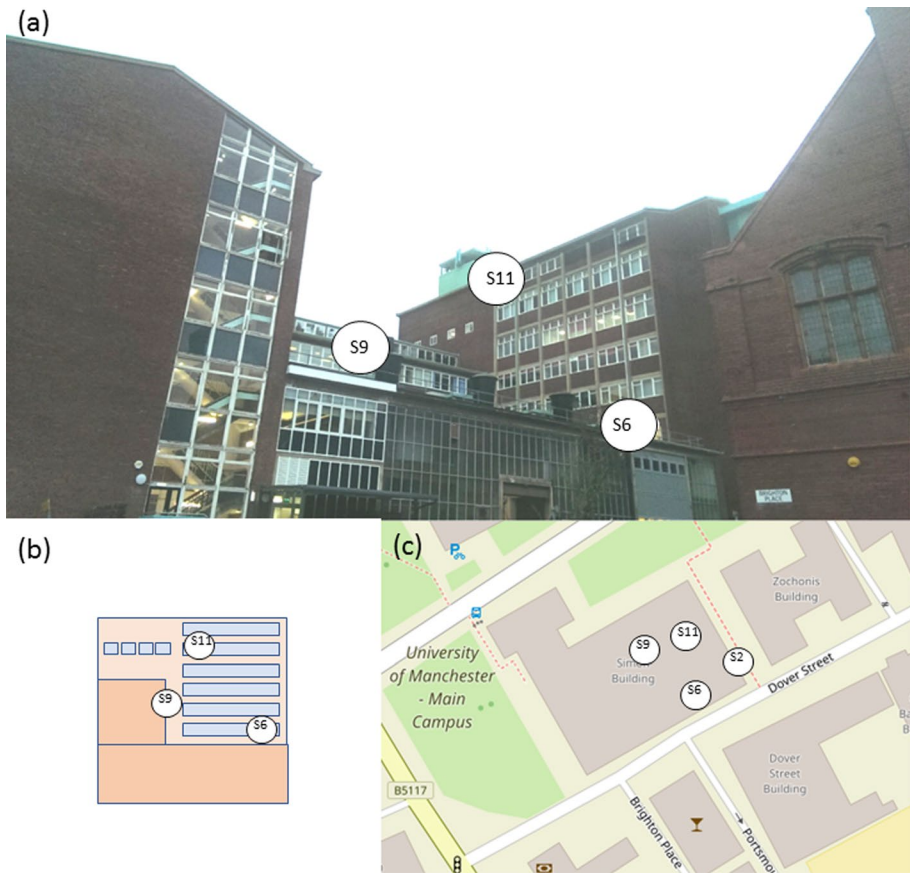 (a)
S11
S9
S6
BRIGHTON
PLACE
(b)
S11
S9
S6
(c)
P
Zochonis
Building
S11
S9
S2
University
of Manchester
- Main
Campus
Simon
Building
S6
Dover Street
Dover
Street
Building
B5117
Brighton Place